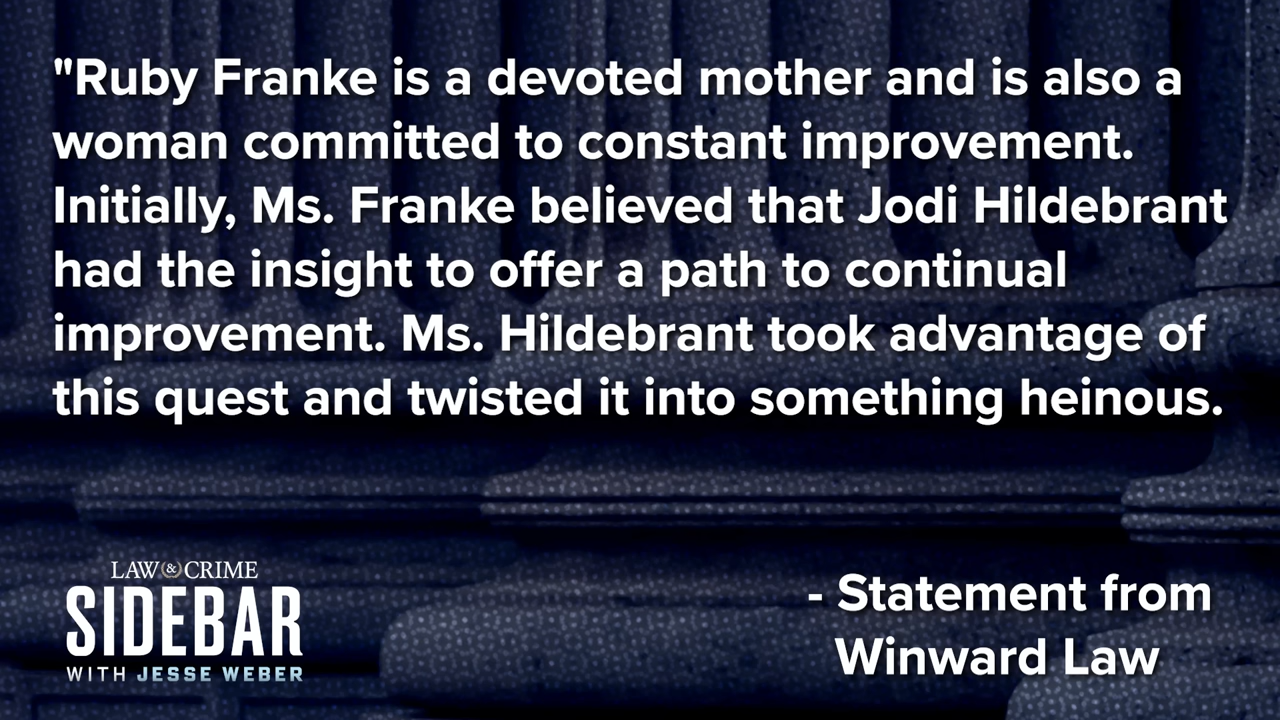 "Ruby Franke is a devoted mother and is also a
woman committed to constant improvement.
Initially, Ms. Franke believed that Jodi Hildebrant
had the insight to offer a path to continual
improvement. Ms. Hildebrant took advantage of
this quest and twisted it into something heinous.
LAW & CRIME
SIDEBAR
WITH JESSE WEBER
- Statement from
Winward Law